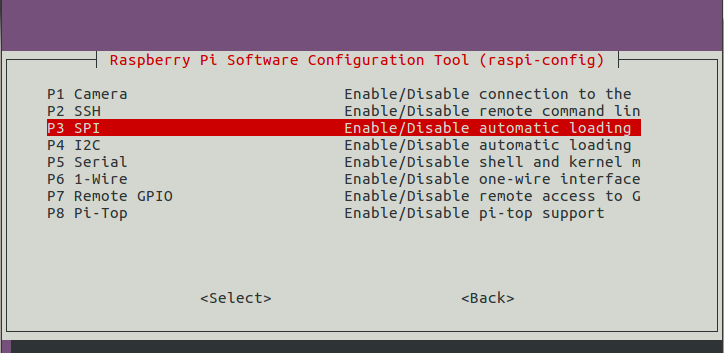 Raspberry Pi Software Configuration Tool (raspi-config)
P1 Camera Enable/Disable connection to the
P2 SSH Enable/Disable remote command lin
P3 SPI Enable/Disable automatic loading
P4 I2C Enable/Disable automatic loading
P5 Serial Enable/Disable shell and kernel m
P6 1-Wire Enable/Disable one-wire interface
P7 Remote GPIO Enable/Disable remote access to G
P8 Pi-Top Enable/Disable pi-top support
<Select> <Back>